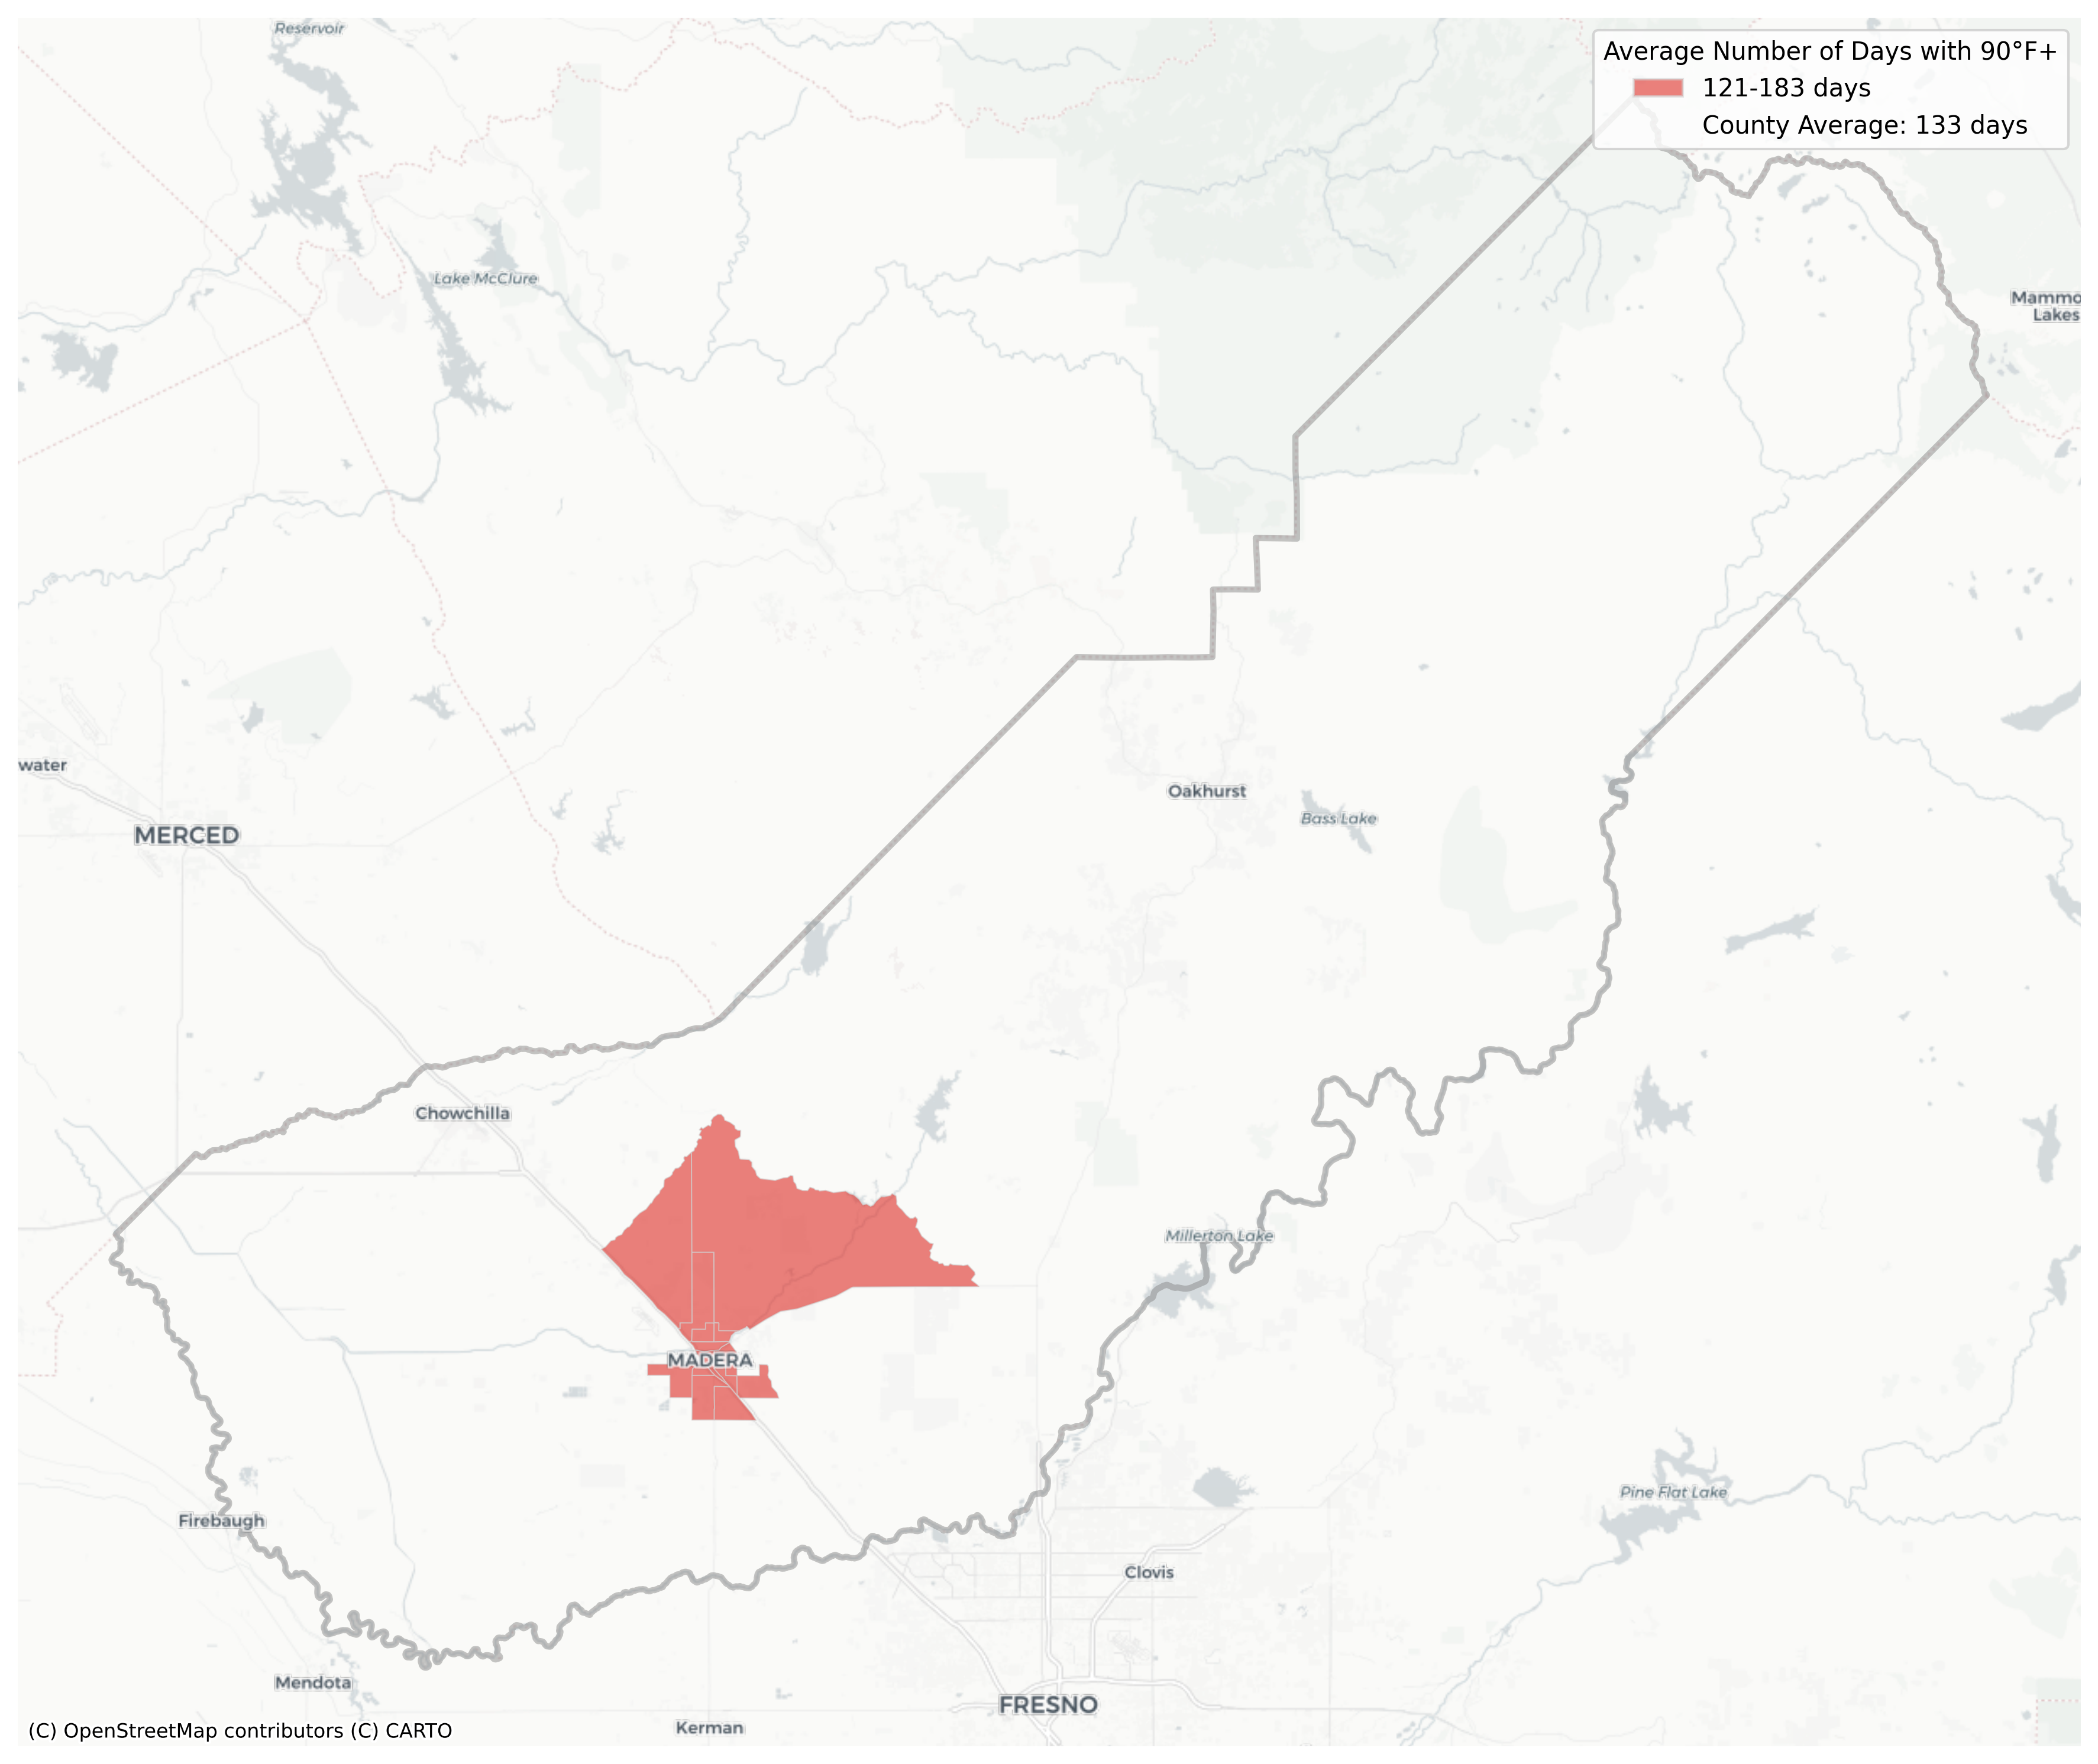 Reservoir
Average Number of Days with 90°F+
121-183 days
County Average: 133 days
Lake McClure
Mammo
Lakes
water
Oakhurst
Bass Lake
MERCED
Chowchilla
Millerton Lake
MADERA
Pine Flat Lake
Firebaugh
Clovis
Mendota
FRESNO
Kerman
(C) OpenStreetMap contributors (C) CARTO